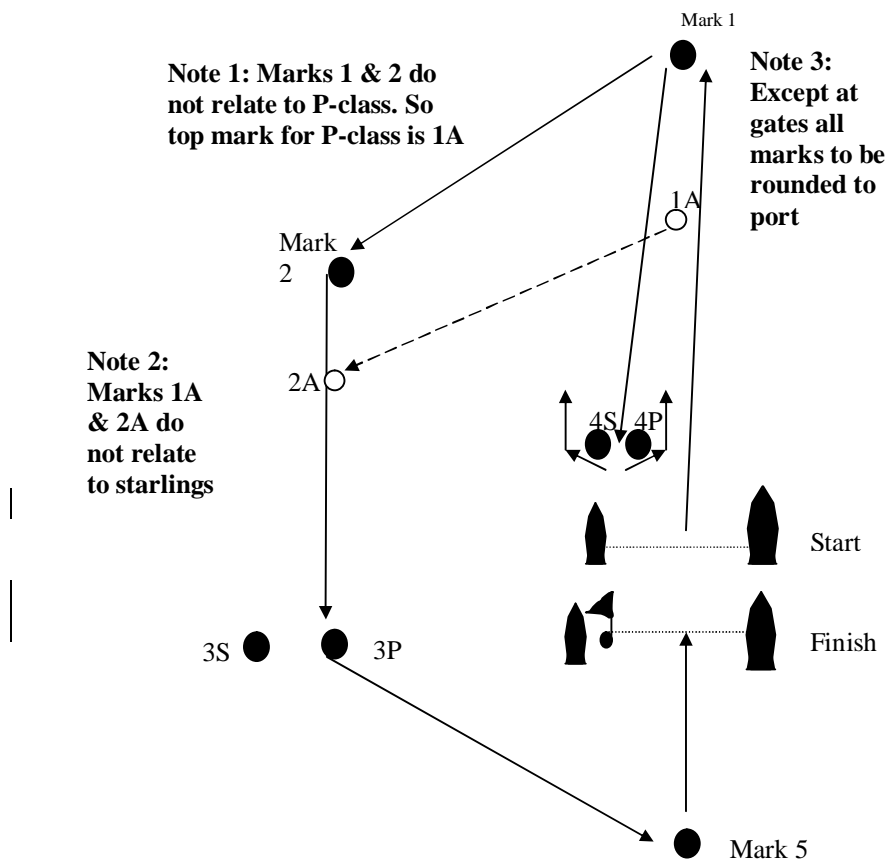 Mark 1
Note 1: Marks 1 & 2 do
not relate to P-class. So
top mark for P-class is 1A
Note 3:
Except at
gates all
marks to be
rounded to
port
1A
Mark
2
2A
Note 2:
Marks 1A
& 2A do
not relate
to starlings
4S 4P
Start
Finish
3S
3P
Mark 5